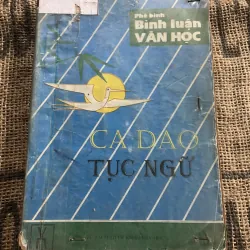 Phê bình
Bình luận
VĂN HỌC
CA DAO
TỤC NGỮ